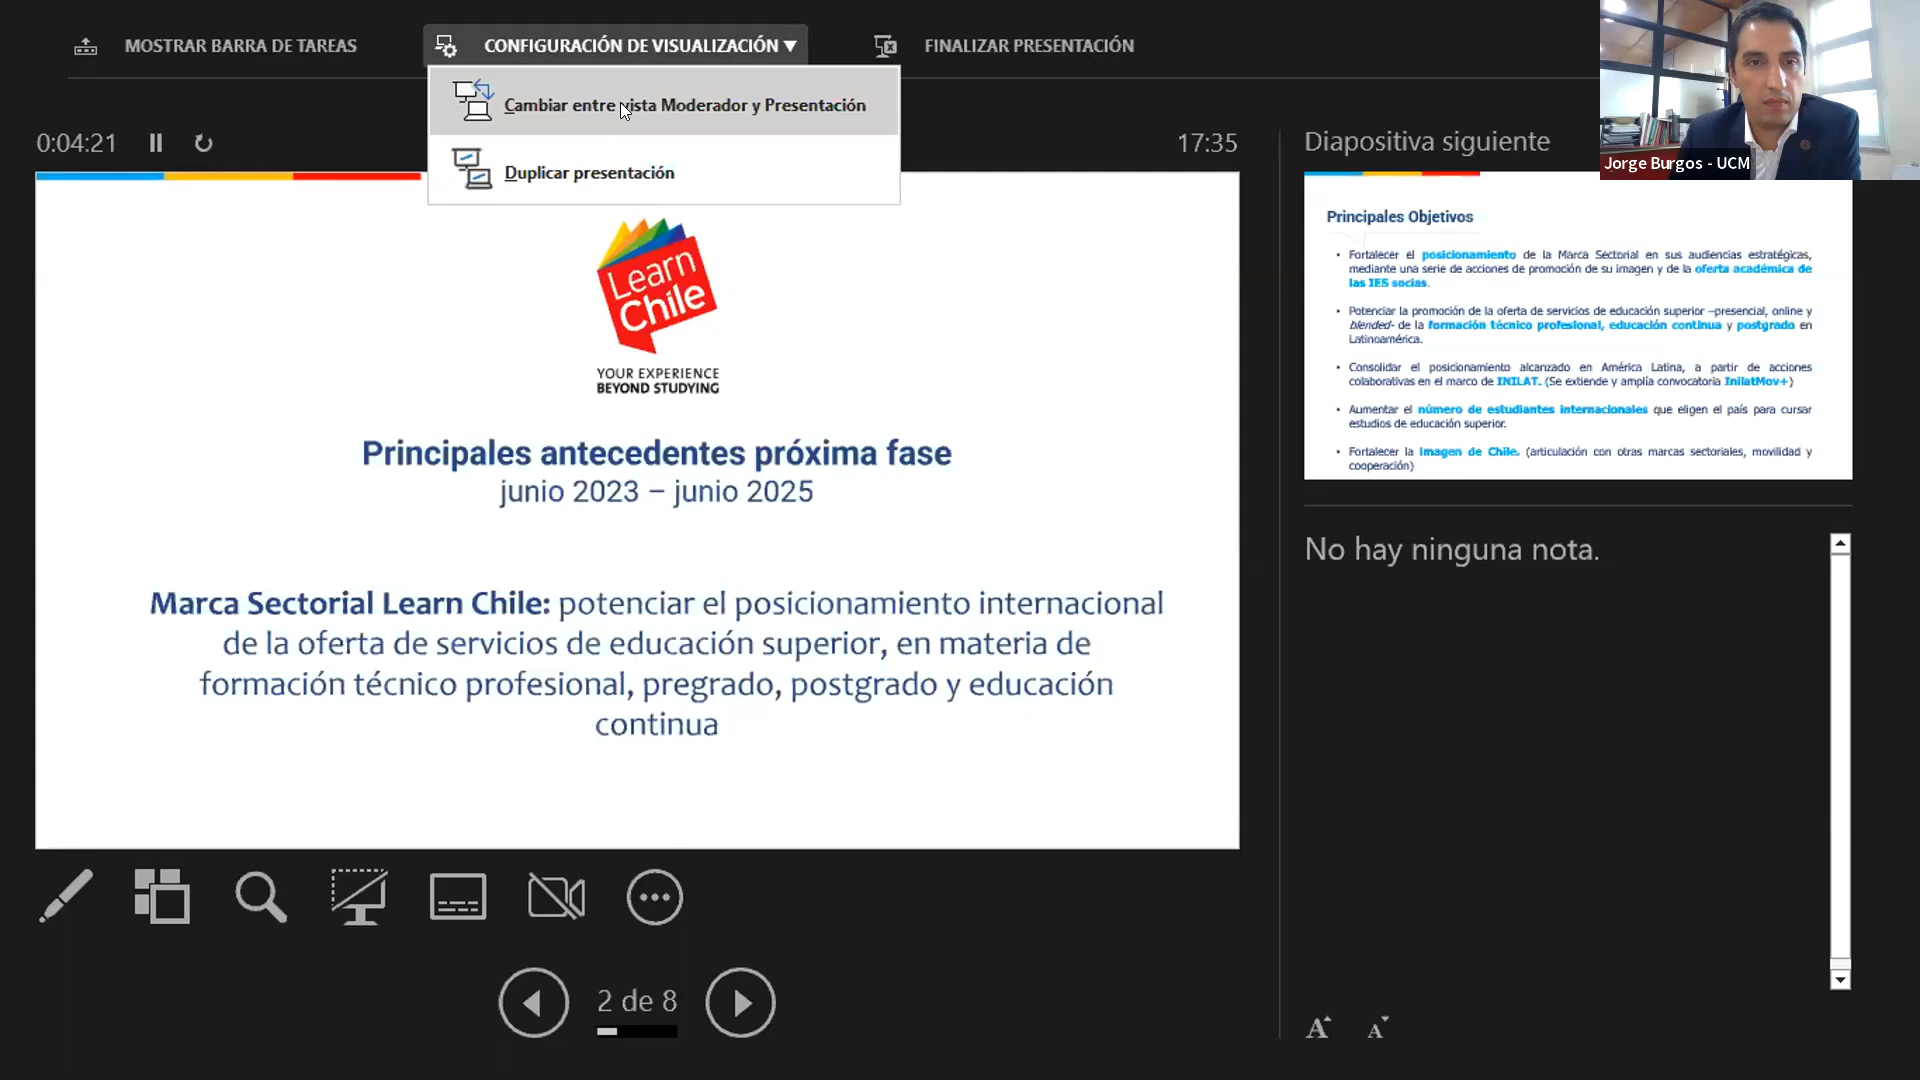 MOSTRAR BARRA DE TAREAS
CONFIGURACIÓN DE VISUALIZACIÓN ▼
FINALIZAR PRESENTACIÓN
Cambiar entre vista Moderador y Presentación
Duplicar presentación
0:04:21
17:35
Learn
Chile
YOUR EXPERIENCE
BEYOND STUDYING
Principales antecedentes próxima fase
junio 2023 – junio 2025
Marca Sectorial Learn Chile: potenciar el posicionamiento internacional
de la oferta de servicios de educación superior, en materia de
formación técnico profesional, pregrado, postgrado y educación
continua
2 de 8
Diapositiva siguiente
Jorge Burgos - UCM
Principales Objetivos
• Fortalecer el posicionamiento de la Marca Sectorial en sus audiencias estratégicas,
mediante una serie de acciones de promoción de su imagen y de la oferta académica de
las IES socias.
• Potenciar la promoción de la oferta de servicios de educación superior –presencial, online y
blended- de la formación técnico profesional, educación continua y postgrado en
Latinoamérica.
• Consolidar el posicionamiento alcanzado en América Latina, a partir de acciones
colaborativas en el marco de INILAT. (Se extiende y amplía convocatoria InilatMov+)
• Aumentar el número de estudiantes internacionales que eligen el país para cursar
estudios de educación superior.
• Fortalecer la Imagen de Chile. (articulación con otras marcas sectoriales, movilidad y
cooperación)
No hay ninguna nota.
A A